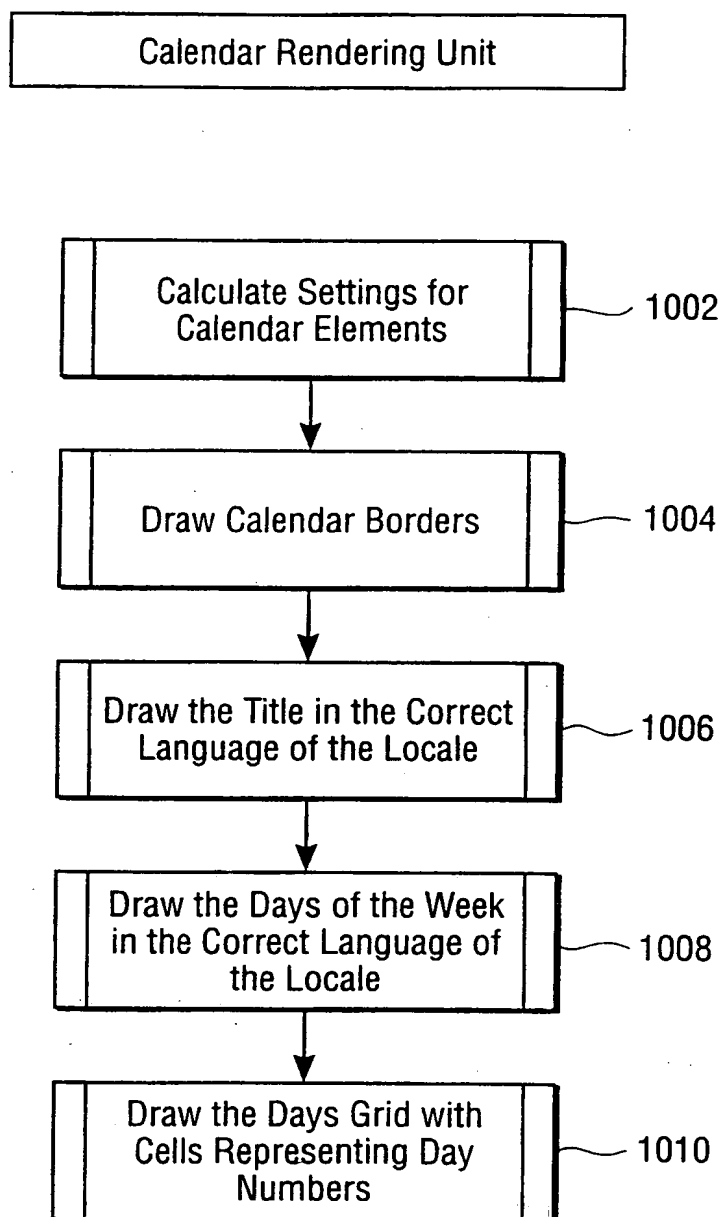 Calendar Rendering Unit
Calculate Settings for
Calendar Elements
1002
Draw Calendar Borders
1004
Draw the Title in the Correct
Language of the Locale
1006
Draw the Days of the Week
in the Correct Language of
the Locale
1008
Draw the Days Grid with
Cells Representing Day
Numbers
1010